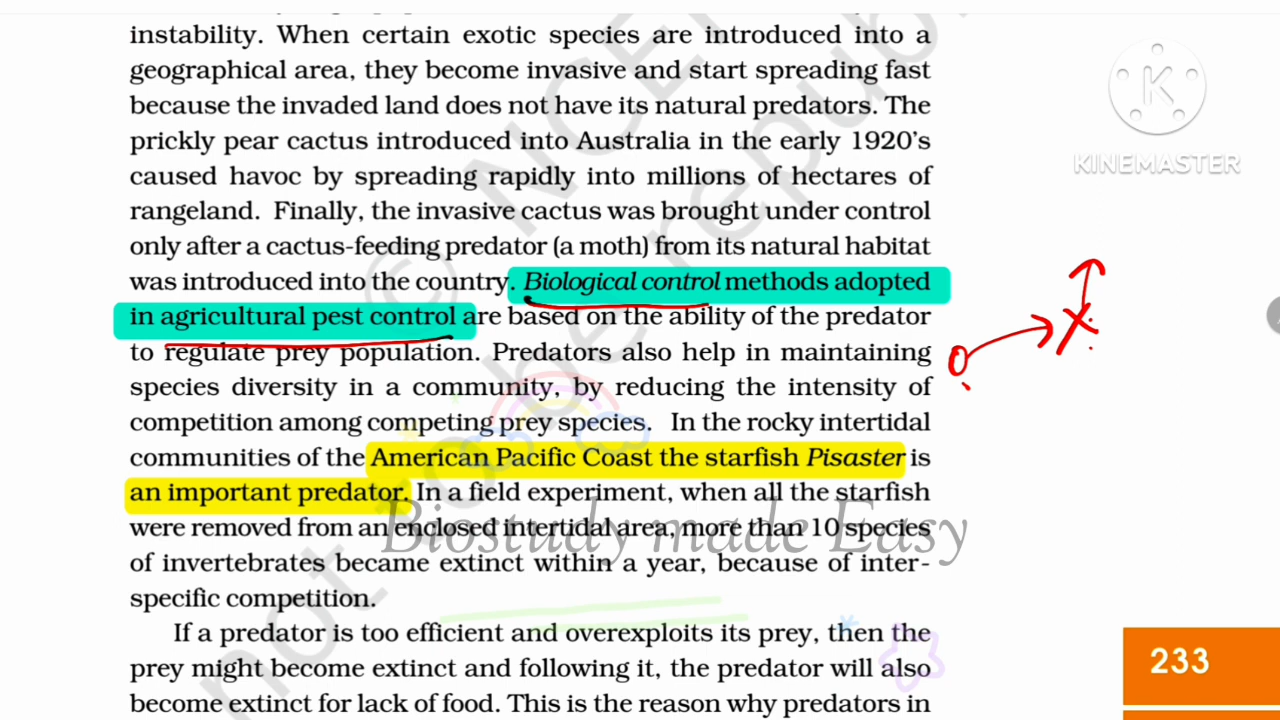 instability. When certain exotic species are introduced into a
geographical area, they become invasive and start spreading fast
because the invaded land does not have its natural predators. The
prickly pear cactus introduced into Australia in the early 1920's
caused havoc by spreading rapidly into millions of hectares of
rangeland. Finally, the invasive cactus was brought under control
only after a cactus-feeding predator (a moth) from its natural habitat
was introduced into the country. Biological control methods adopted
in agricultural pest control are based on the ability of the predator
to regulate prey population. Predators also help in maintaining
species diversity in a community, by reducing the intensity of
competition among competing prey species. In the rocky intertidal
communities of the American Pacific Coast the starfish Pisaster is
an important predator. In a field experiment, when all the starfish
were removed from an enclosed intertidal area, more than 10 species
of invertebrates became extinct within a year, because of inter-
specific competition.
If a predator is too efficient and overexploits its prey, then the
prey might become extinct and following it, the predator will also
become extinct for lack of food. This is the reason why predators in
K
KINEMASTER
Biostudy made Easy
© NCE
not to be republi
233